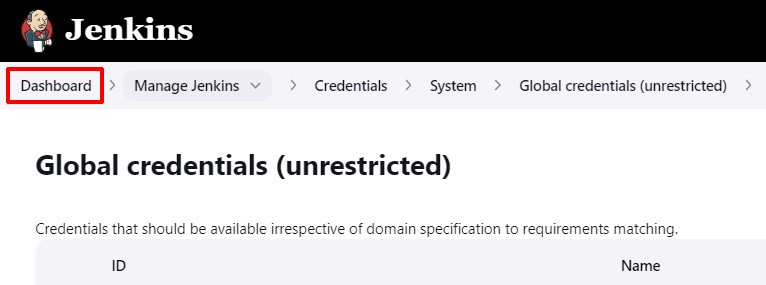 Jenkins
Dashboard > Manage Jenkins > Credentials > System > Global credentials (unrestricted) >
Global credentials (unrestricted)
Credentials that should be available irrespective of domain specification to requirements matching.
ID Name